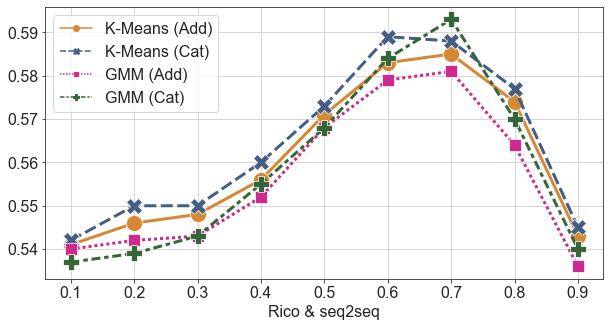 K-Means (Add)
K-Means (Cat)
GMM (Add)
GMM (Cat)
0.59
0.58
0.57
0.56
0.55
0.54
0.1 0.2 0.3 0.4 0.5 0.6 0.7 0.8 0.9
Rico & seq2seq